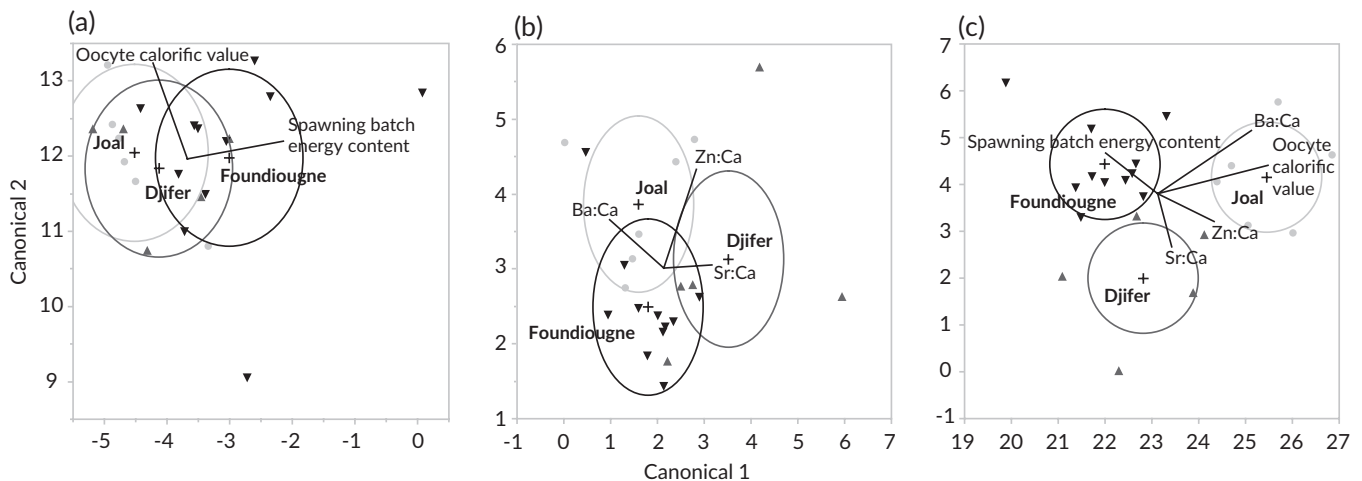 (a)
Oocyte calorific value
Spawning batch
energy content
Joal
Djifer
Foundiougne
13
12
11
10
9
Canonical 2
-5
-4
-3
-2
-1
0
(b)
6
5
4
3
2
1
Zn:Ca
Joal
Ba:Ca
Djifer
Sr:Ca
Foundiougne
-1
0
1
2
3
4
5
6
7
Canonical 1
(c)
7
6
5
4
3
2
1
0
-1
Ba:Ca
Spawning batch energy content
Oocyte
calorific
value
Foundiougne
Joal
Zn:Ca
Sr:Ca
Djifer
19
20
21
22
23
24
25
26
27